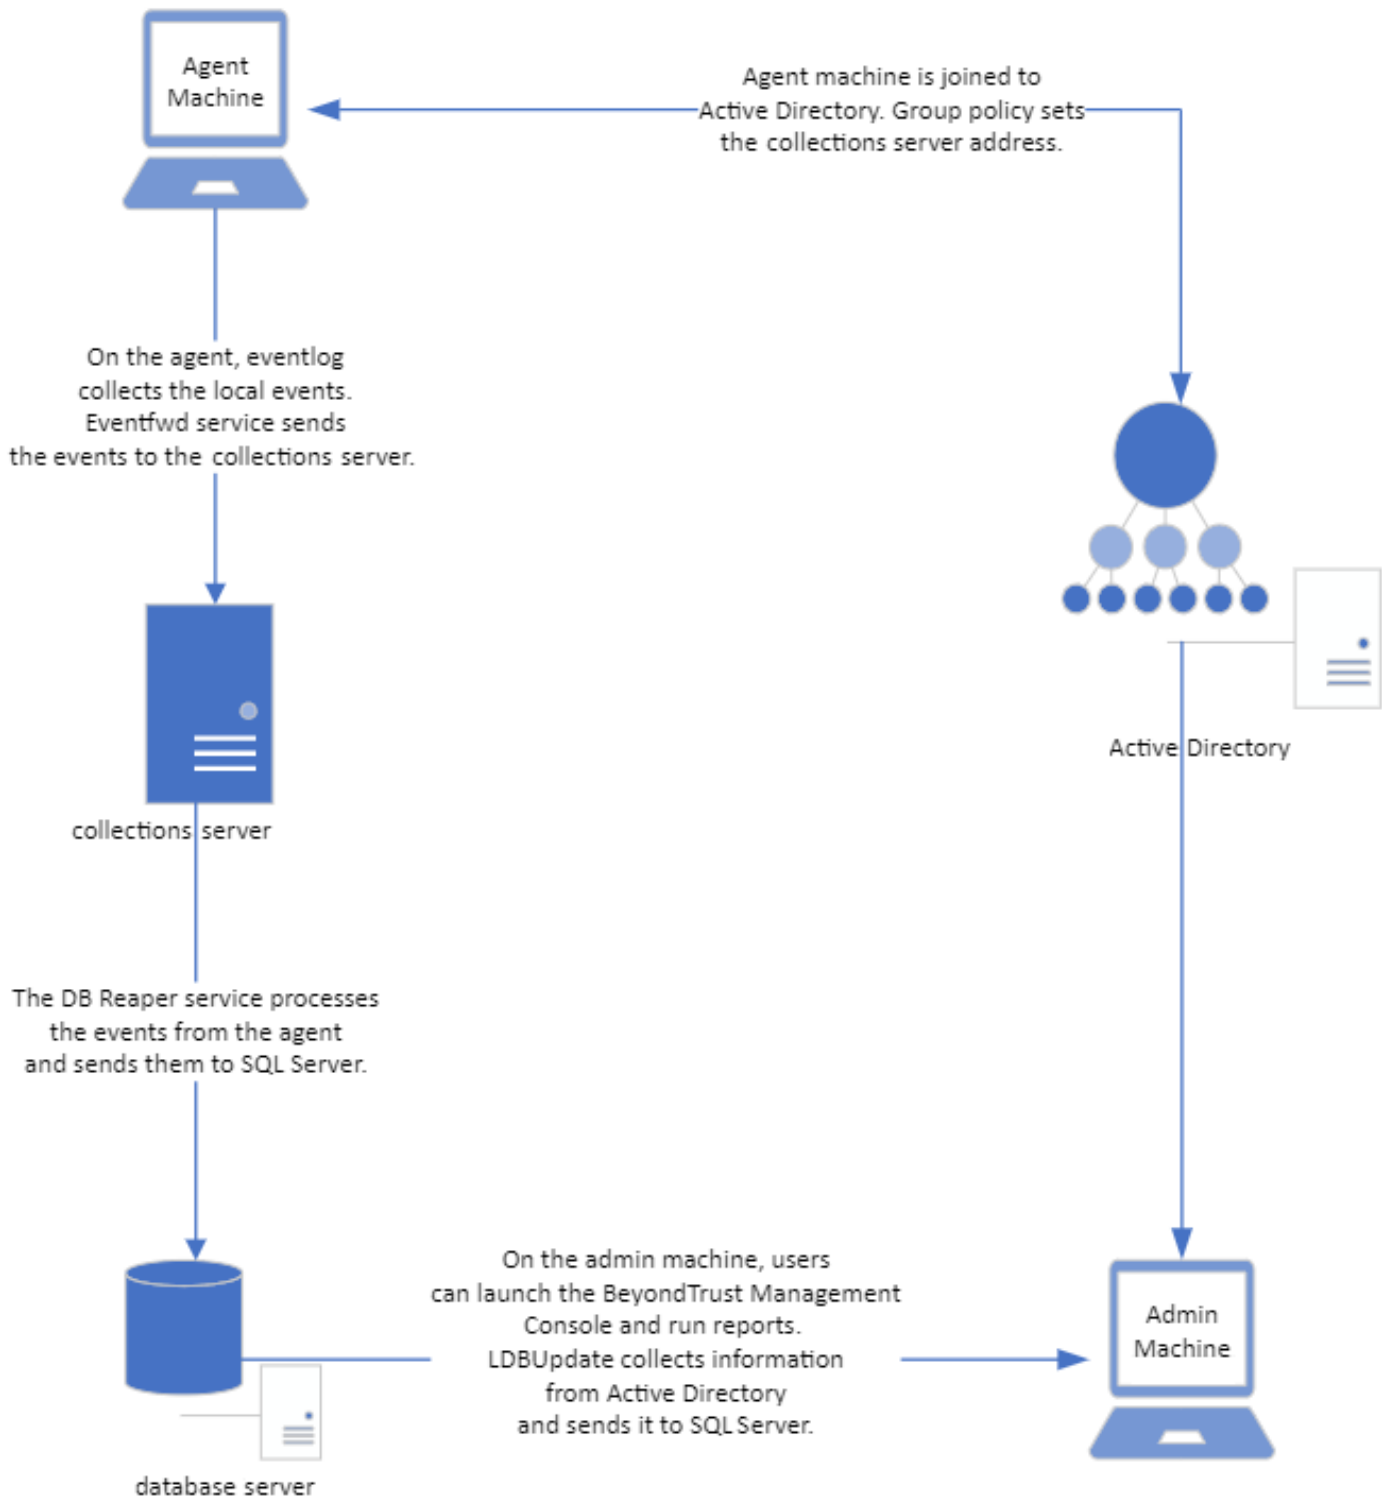 Agent
Machine
Agent machine is joined to
Active Directory. Group policy sets
the collections server address.
On the agent, eventlog
collects the local events.
Eventfwd service sends
the events to the collections server.
Active Directory
collections server
The DB Reaper service processes
the events from the agent
and sends them to SQL Server.
On the admin machine, users
can launch the BeyondTrust Management
Console and run reports.
LDBUpdate collects information
from Active Directory
and sends it to SQL Server.
Admin
Machine
database server